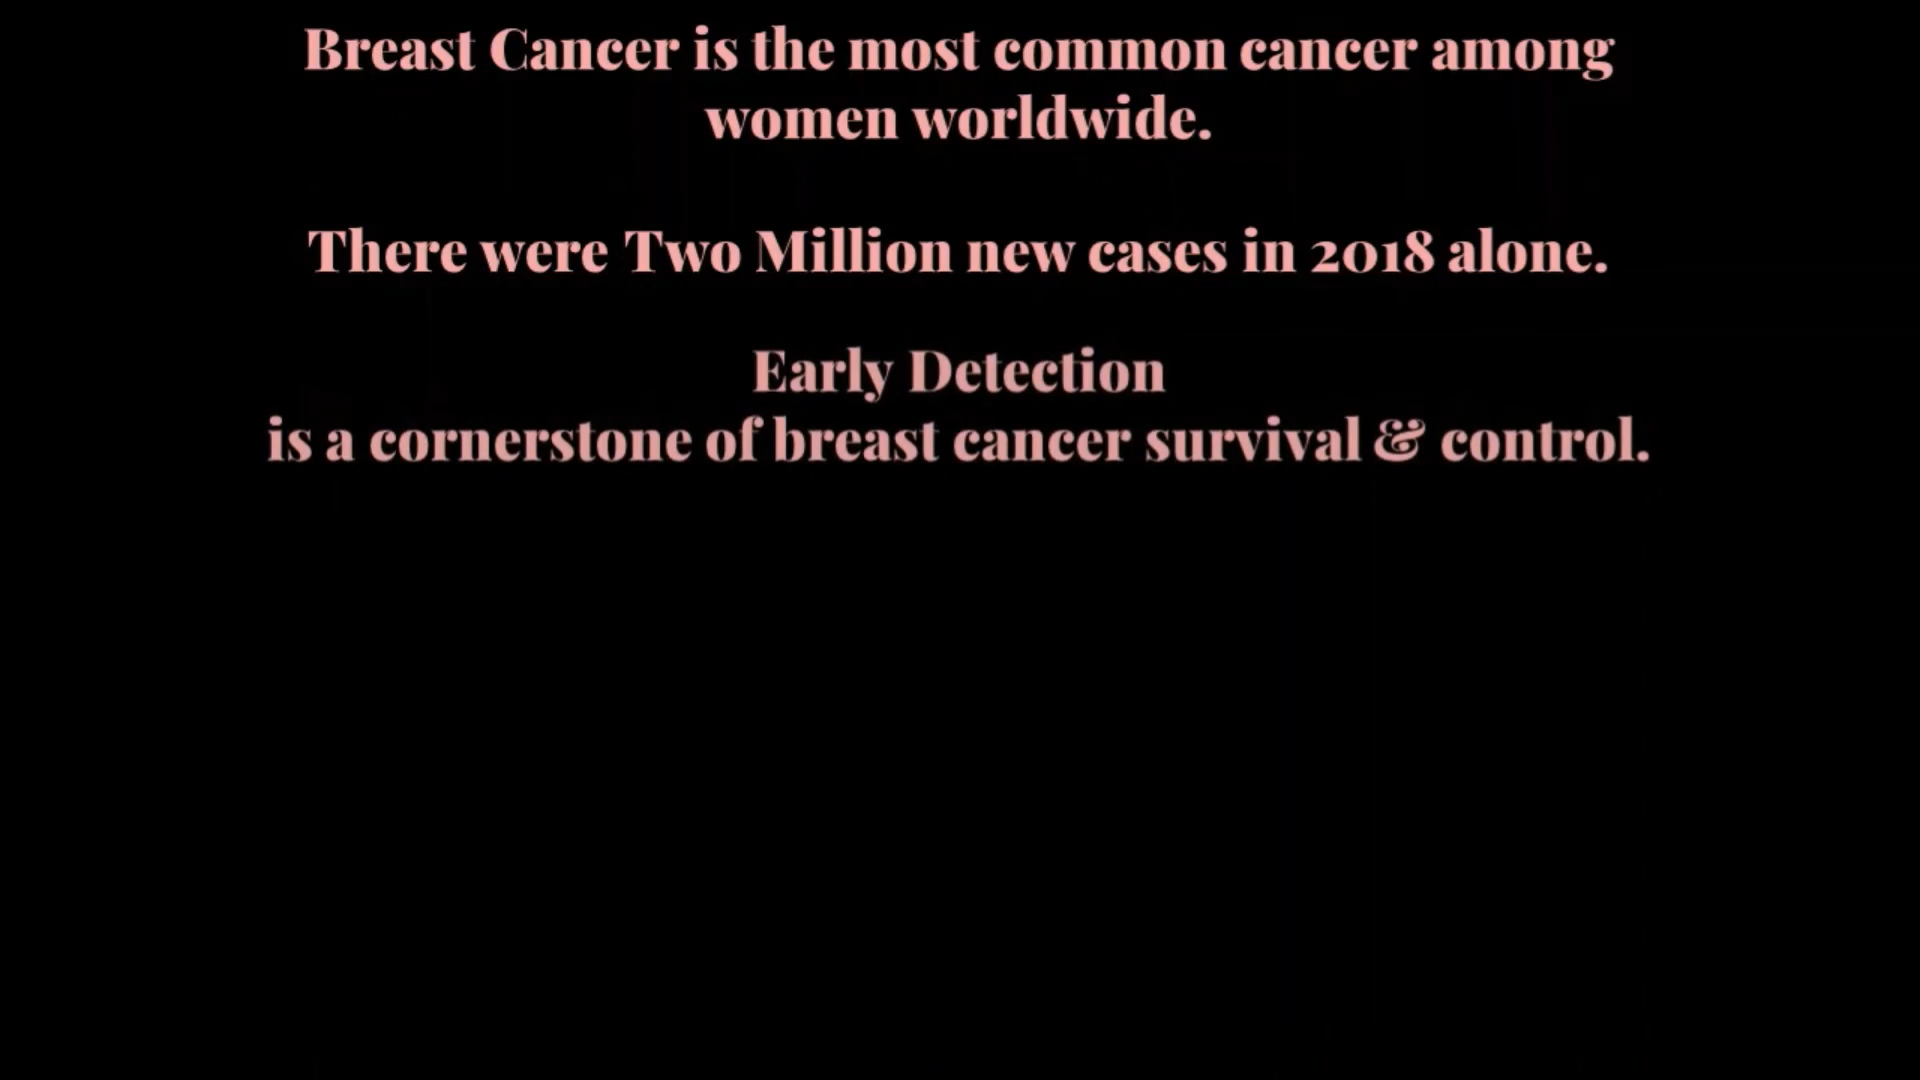 Breast Cancer is the most common cancer among
women worldwide.
There were Two Million new cases in 2018 alone.
Early Detection
is a cornerstone of breast cancer survival & control.